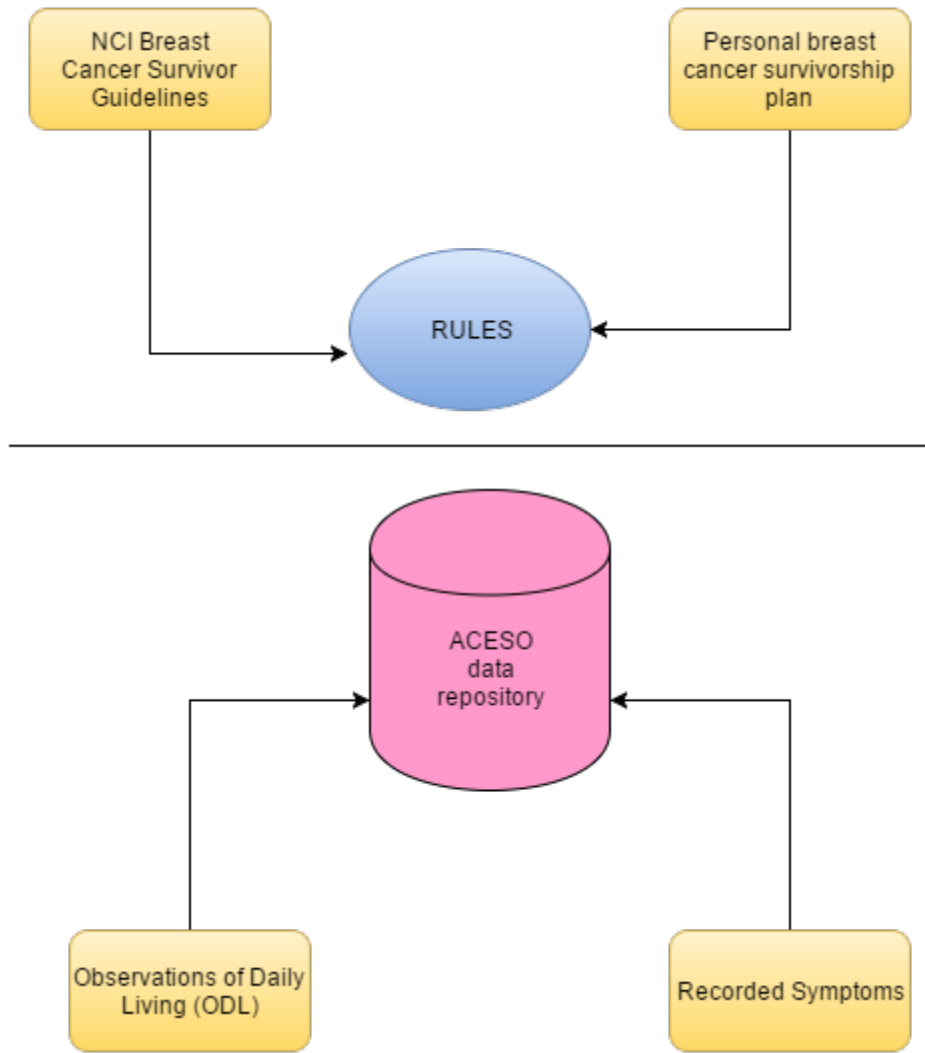 NCI Breast
Cancer Survivor
Guidelines
Personal breast
cancer survivorship
plan
RULES
ACESO
data
repository
Observations of Daily
Living (ODL)
Recorded Symptoms